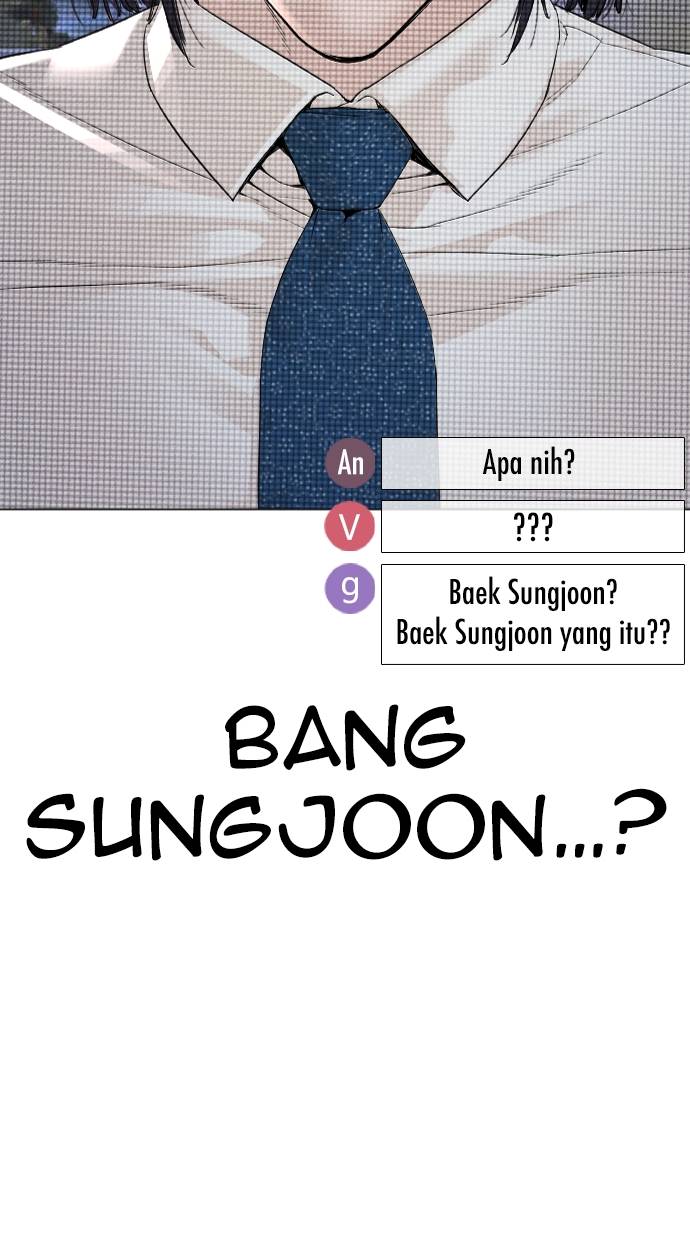 An
Apa nih?
V
???
g
Baek Sungjoon?
Baek Sungjoon yang itu??
BANG
SUNGJOON...?